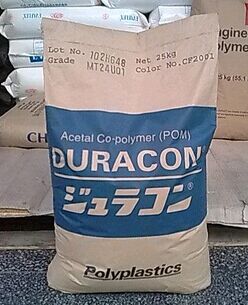 Lot No. 102HG48 Net 25kg
Grade MT24U01 Color No. CF2001
Acetal Co-polymer (POM)
DURACON
ジュラコン®
Polyplastics